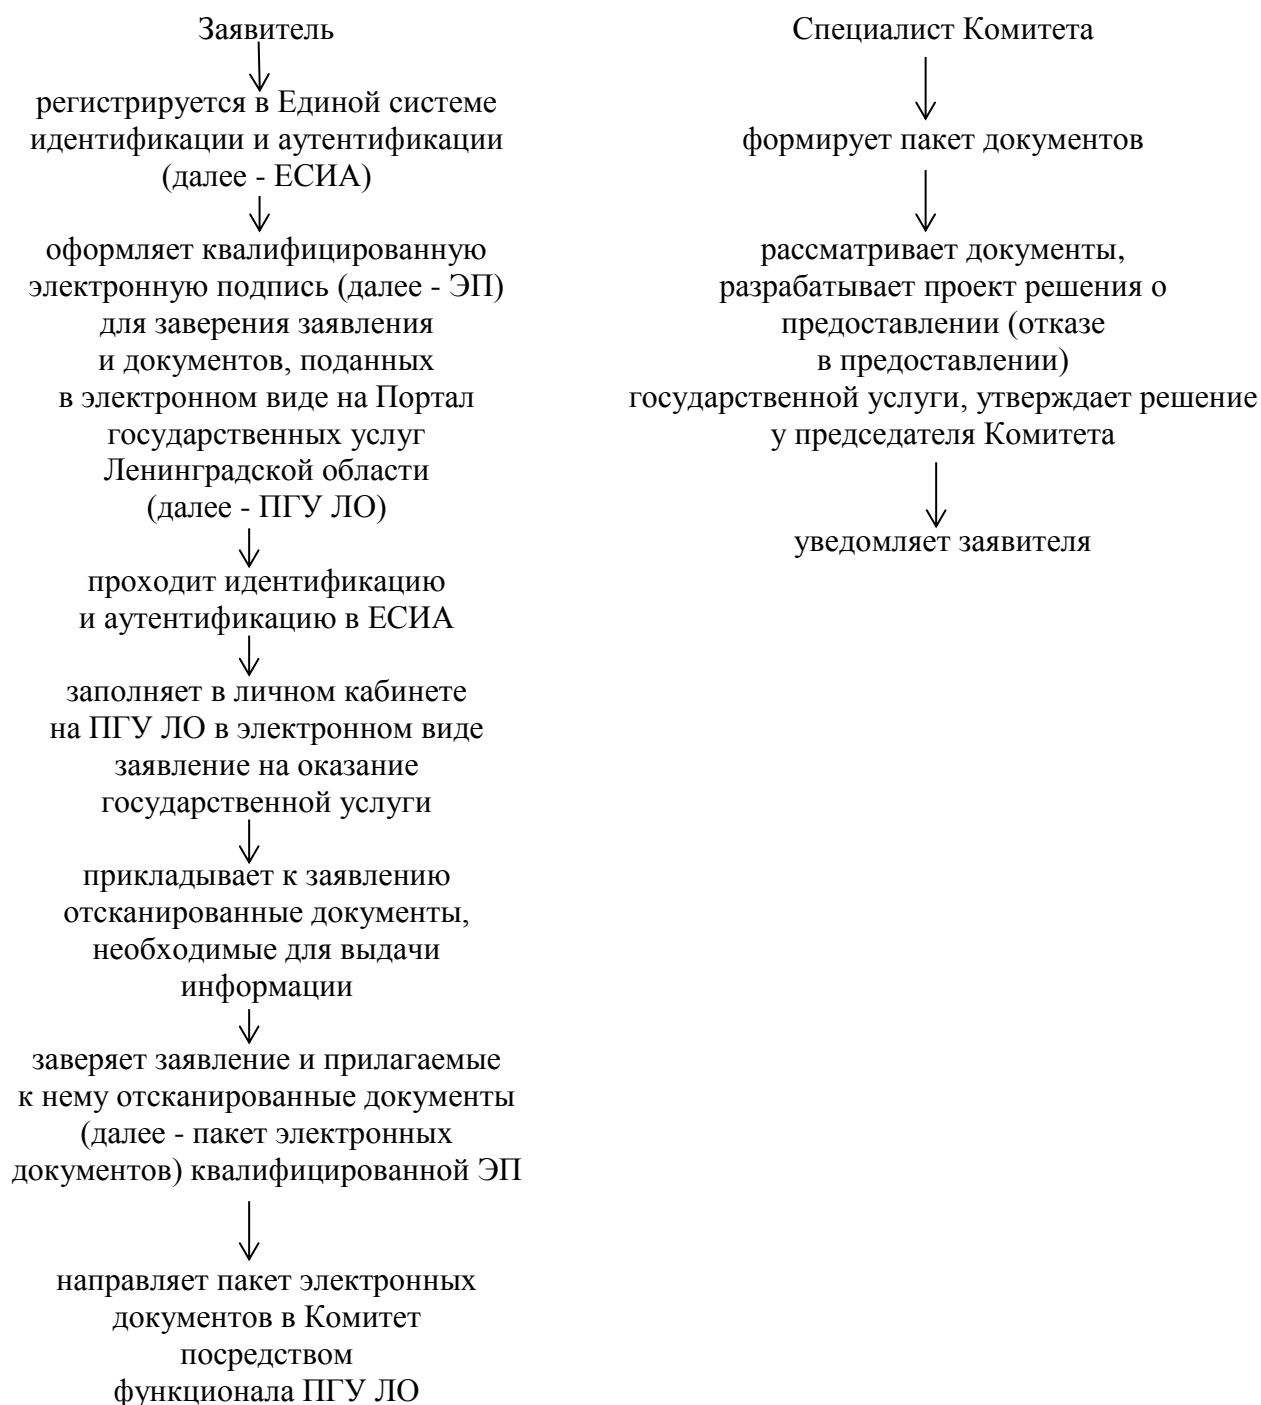 Заявитель
регистрируется в Единой системе
идентификации и аутентификации
(далее - ЕСИА)
оформляет квалифицированную
электронную подпись (далее - ЭП)
для заверения заявления
и документов, поданных
в электронном виде на Портал
государственных услуг
Ленинградской области
(далее - ПГУ ЛО)
проходит идентификацию
и аутентификацию в ЕСИА
заполняет в личном кабинете
на ПГУ ЛО в электронном виде
заявление на оказание
государственной услуги
прикладывает к заявлению
отсканированные документы,
необходимые для выдачи
информации
заверяет заявление и прилагаемые
к нему отсканированные документы
(далее - пакет электронных
документов) квалифицированной ЭП
направляет пакет электронных
документов в Комитет
посредством
функционала ПГУ ЛО
Специалист Комитета
формирует пакет документов
рассматривает документы,
разрабатывает проект решения о
предоставлении (отказе
в предоставлении)
государственной услуги, утверждает решение
у председателя Комитета
уведомляет заявителя